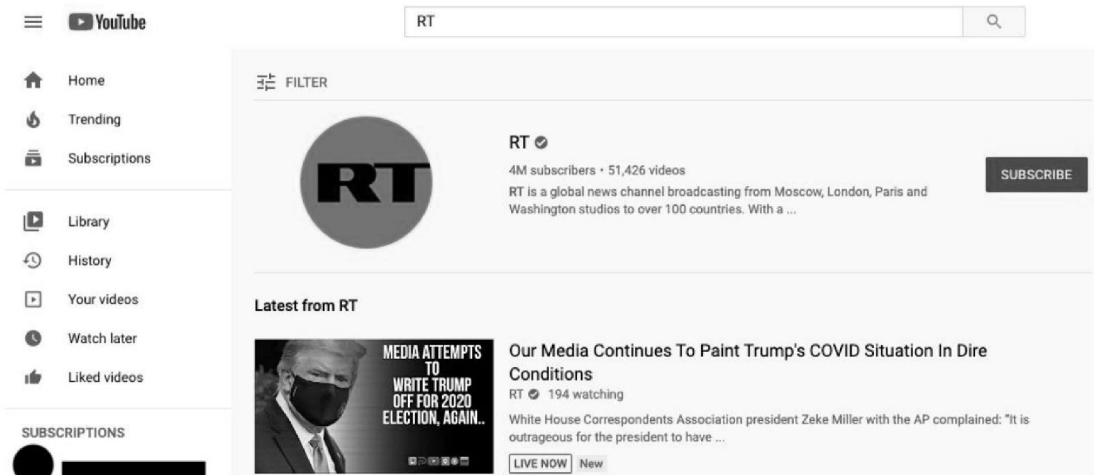 YouTube
RT
Home
Trending
Subscriptions
Library
History
Your videos
Watch later
Liked videos
SUBSCRIPTIONS
FILTER
RT
RT
4M subscribers • 51,426 videos
RT is a global news channel broadcasting from Moscow, London, Paris and
Washington studios to over 100 countries. With a ...
SUBSCRIBE
Latest from RT
MEDIA ATTEMPTS
TO
WRITE TRUMP
OFF FOR 2020
ELECTION, AGAIN..
Our Media Continues To Paint Trump's COVID Situation In Dire
Conditions
RT 194 watching
White House Correspondents Association president Zeke Miller with the AP complained: "It is
outrageous for the president to have ...
LIVE NOW New